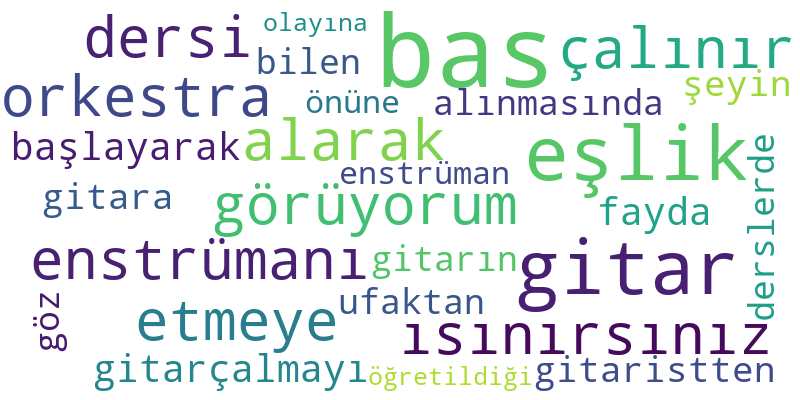 dersi olayına bas çalınır
bilen
orkestra önüne alınmasında şeyin
başlayarak alarak eşlik derslerde
enstrüman
gitara görüyorum fayda
enstrümanı gitarın gitar
göz etmeye ufaktan ısınırsınız
gitarçalmayı öğretildiği gitaristten